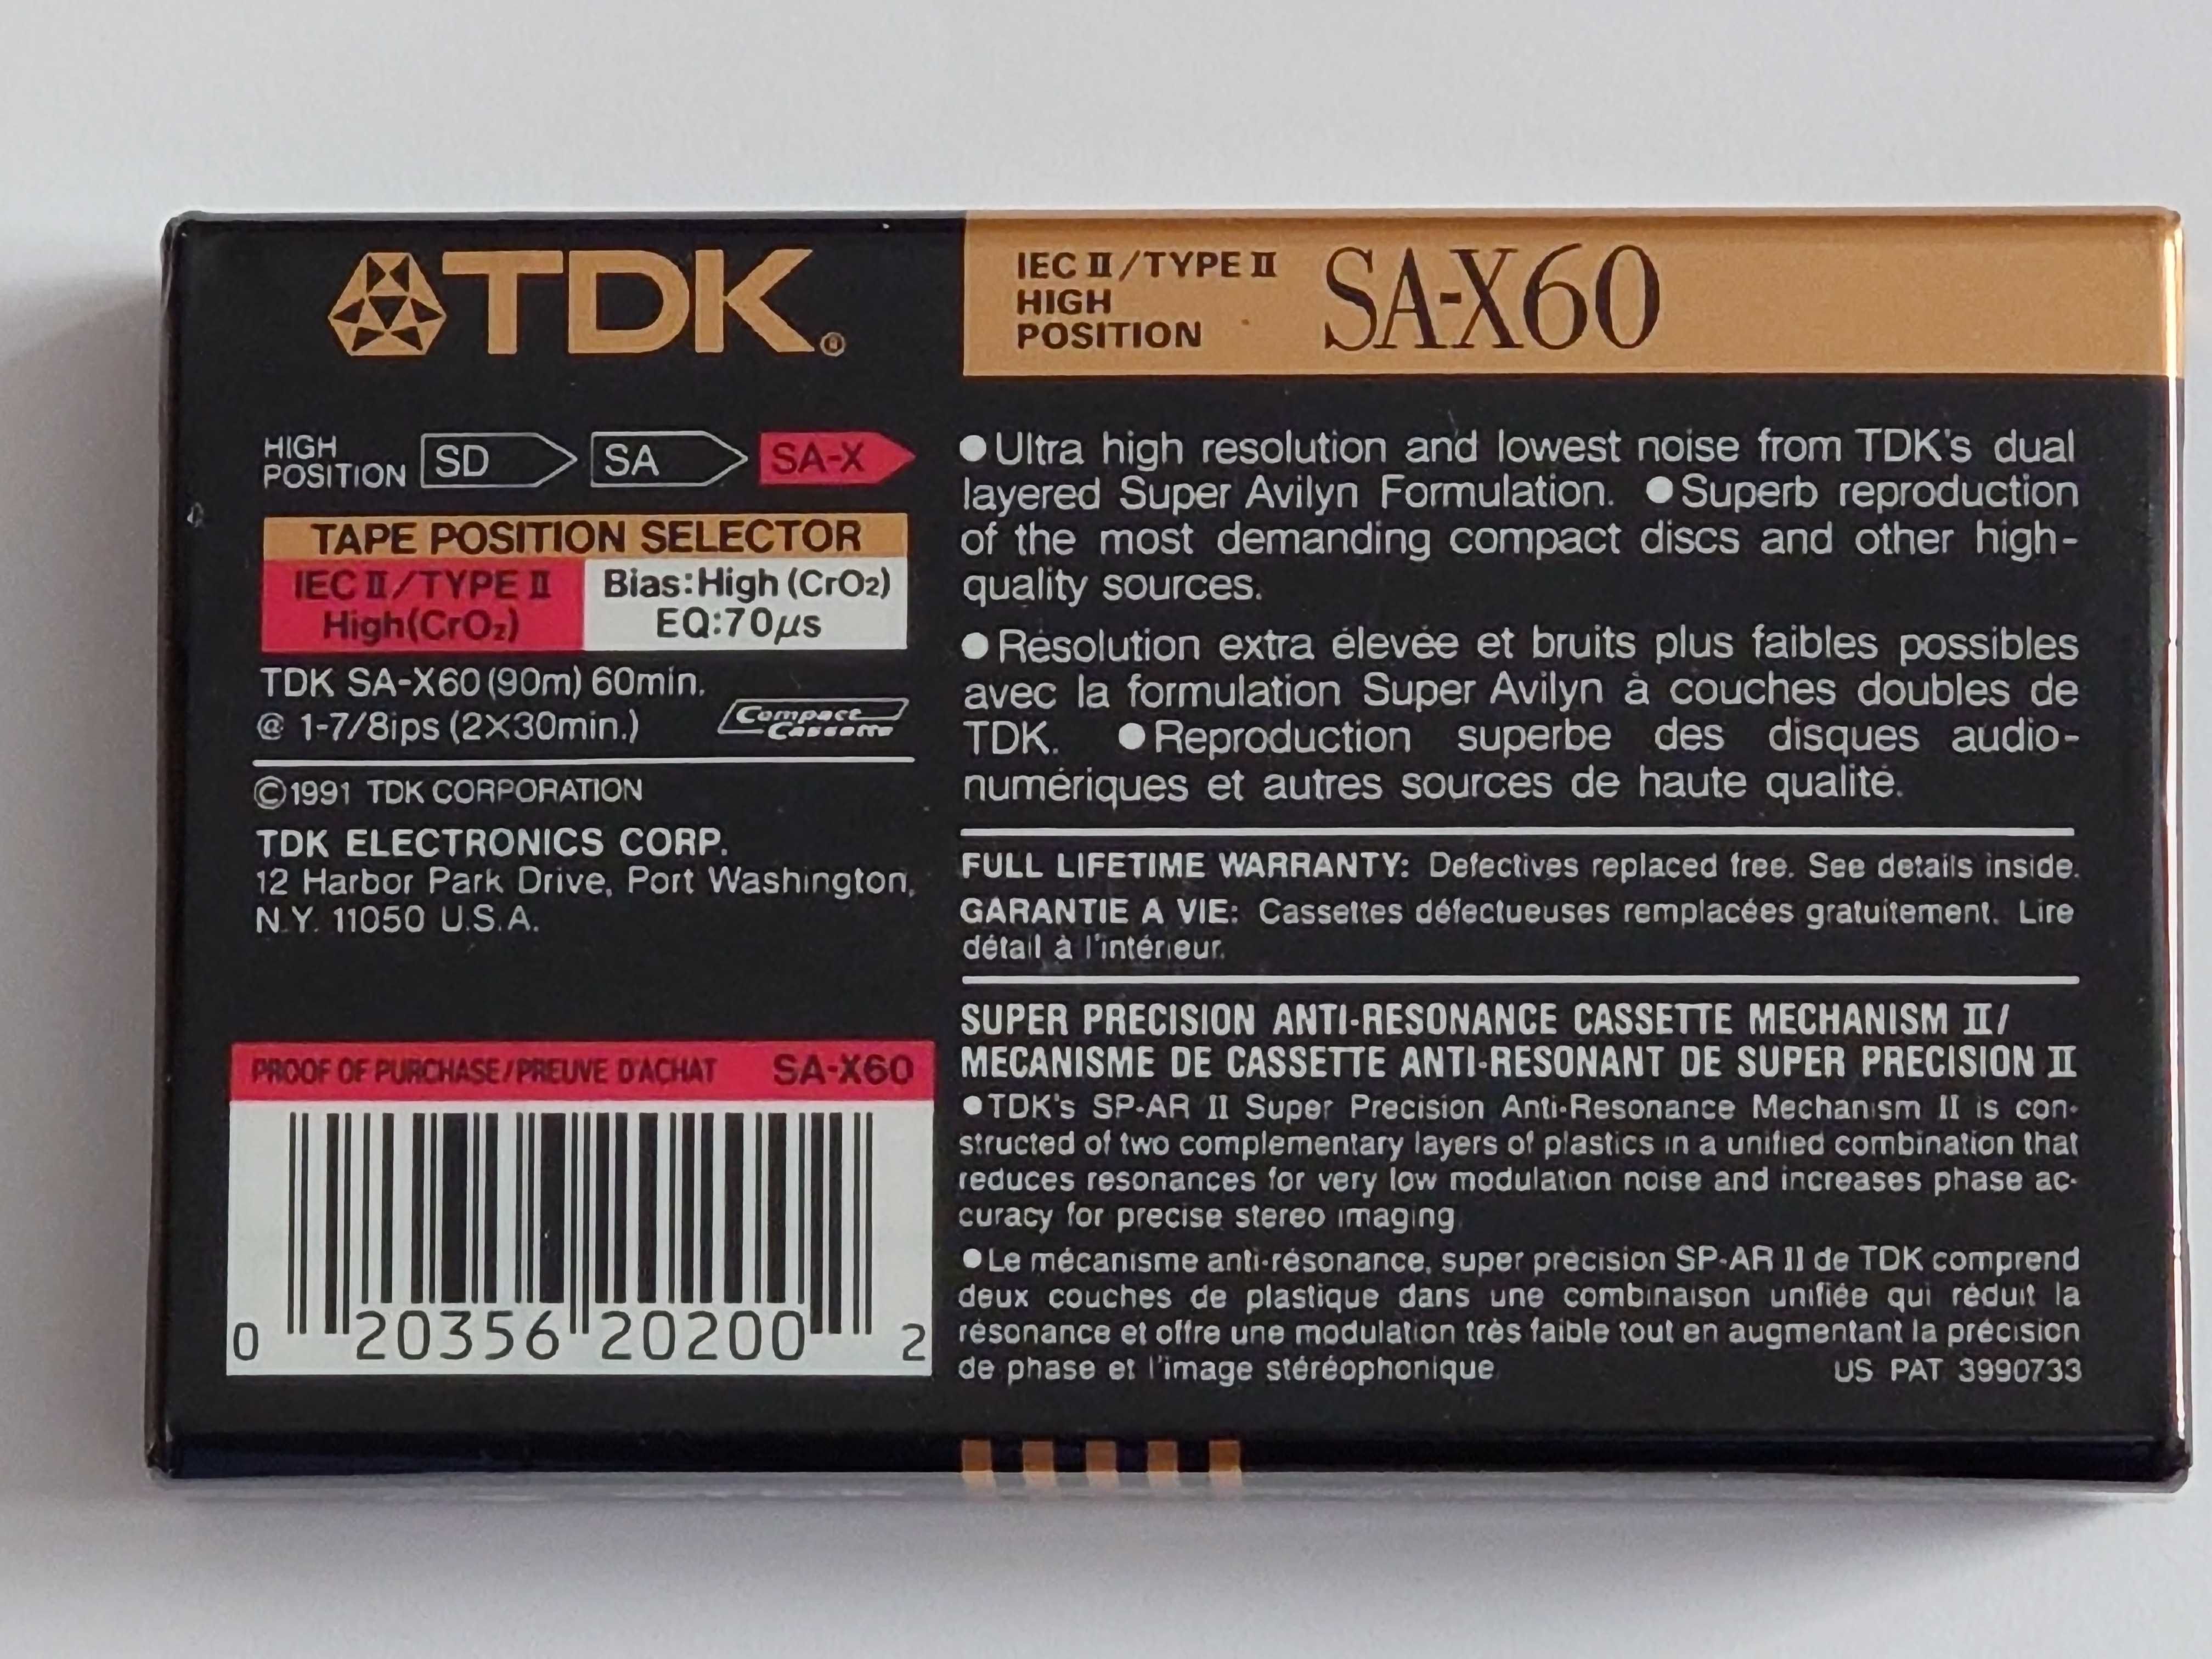 TDK®
IEC II/TYPE II
HIGH
POSITION
SA-X60
HIGH
POSITION
SD
SA
SA-X
TAPE POSITION SELECTOR
IEC II/TYPE II
High(CrO₂)
Bias:High (CrO₂)
EQ:70μs
TDK SA-X60 (90m) 60min.
@ 1-7/8ips (2X30min.)
Compact
Cassette
©1991 TDK CORPORATION
TDK ELECTRONICS CORP.
12 Harbor Park Drive, Port Washington,
N.Y. 11050 U.S.A.
PROOF OF PURCHASE/PREUVE D'ACHAT SA-X60
0 20356 20200 2
●Ultra high resolution and lowest noise from TDK's dual
layered Super Avilyn Formulation. ●Superb reproduction
of the most demanding compact discs and other high-
quality sources.
●Résolution extra élevée et bruits plus faibles possibles
avec la formulation Super Avilyn à couches doubles de
TDK. ●Reproduction superbe des disques audio-
numériques et autres sources de haute qualité.
FULL LIFETIME WARRANTY: Defectives replaced free. See details inside.
GARANTIE A VIE: Cassettes défectueuses remplacées gratuitement. Lire
détail à l'intérieur.
SUPER PRECISION ANTI-RESONANCE CASSETTE MECHANISM II/
MECANISME DE CASSETTE ANTI-RESONANT DE SUPER PRECISION II
●TDK's SP-AR II Super Precision Anti-Resonance Mechanism II is con-
structed of two complementary layers of plastics in a unified combination that
reduces resonances for very low modulation noise and increases phase ac-
curacy for precise stereo imaging
●Le mécanisme anti-résonance, super précision SP-AR II de TDK comprend
deux couches de plastique dans une combinaison unifiée qui réduit la
résonance et offre une modulation très faible tout en augmentant la précision
de phase et l'image stéréophonique
US PAT 3990733